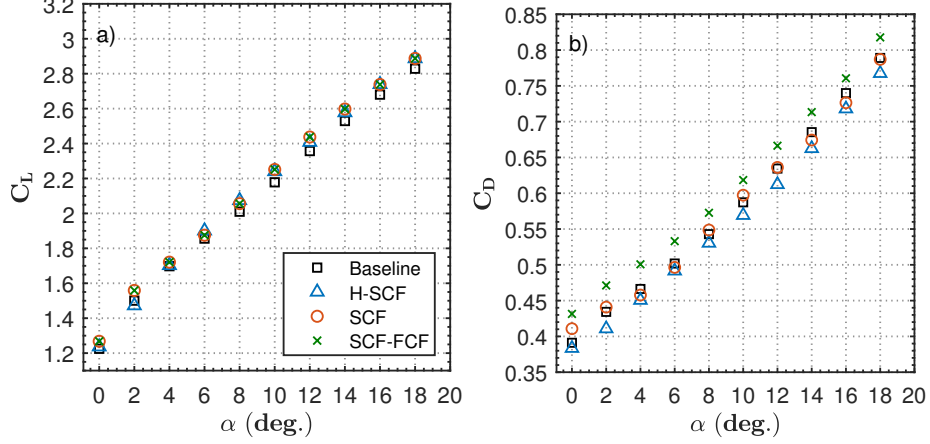 a)
3.2
3
2.8
2.6
2.4
2.2
2
1.8
1.6
1.4
1.2
C_L
0 2 4 6 8 10 12 14 16 18 20
α (deg.)
Baseline
H-SCF
SCF
SCF-FCF
b)
0.85
0.8
0.75
0.7
0.65
0.6
0.55
0.5
0.45
0.4
0.35
C_D
0 2 4 6 8 10 12 14 16 18 20
α (deg.)